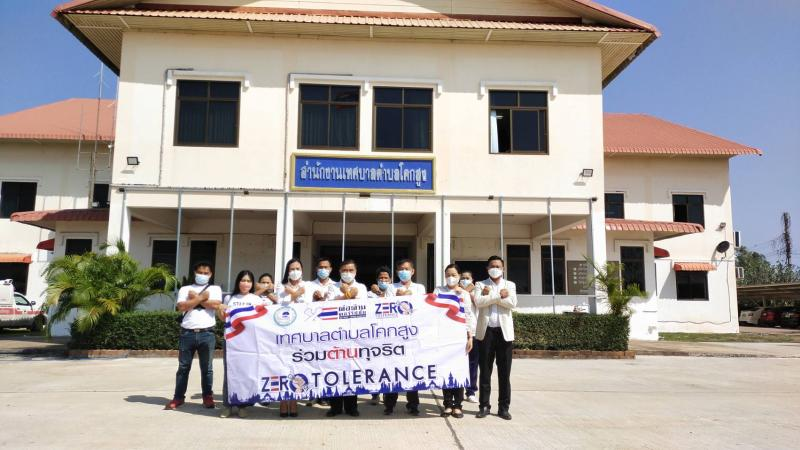 สำนักงานเทศบาลตำบลโคกสูง
ZERO
เทศบาลตำบลโคกสูง
ร่วมต้านทุจริต
ZERO TOLERANCE